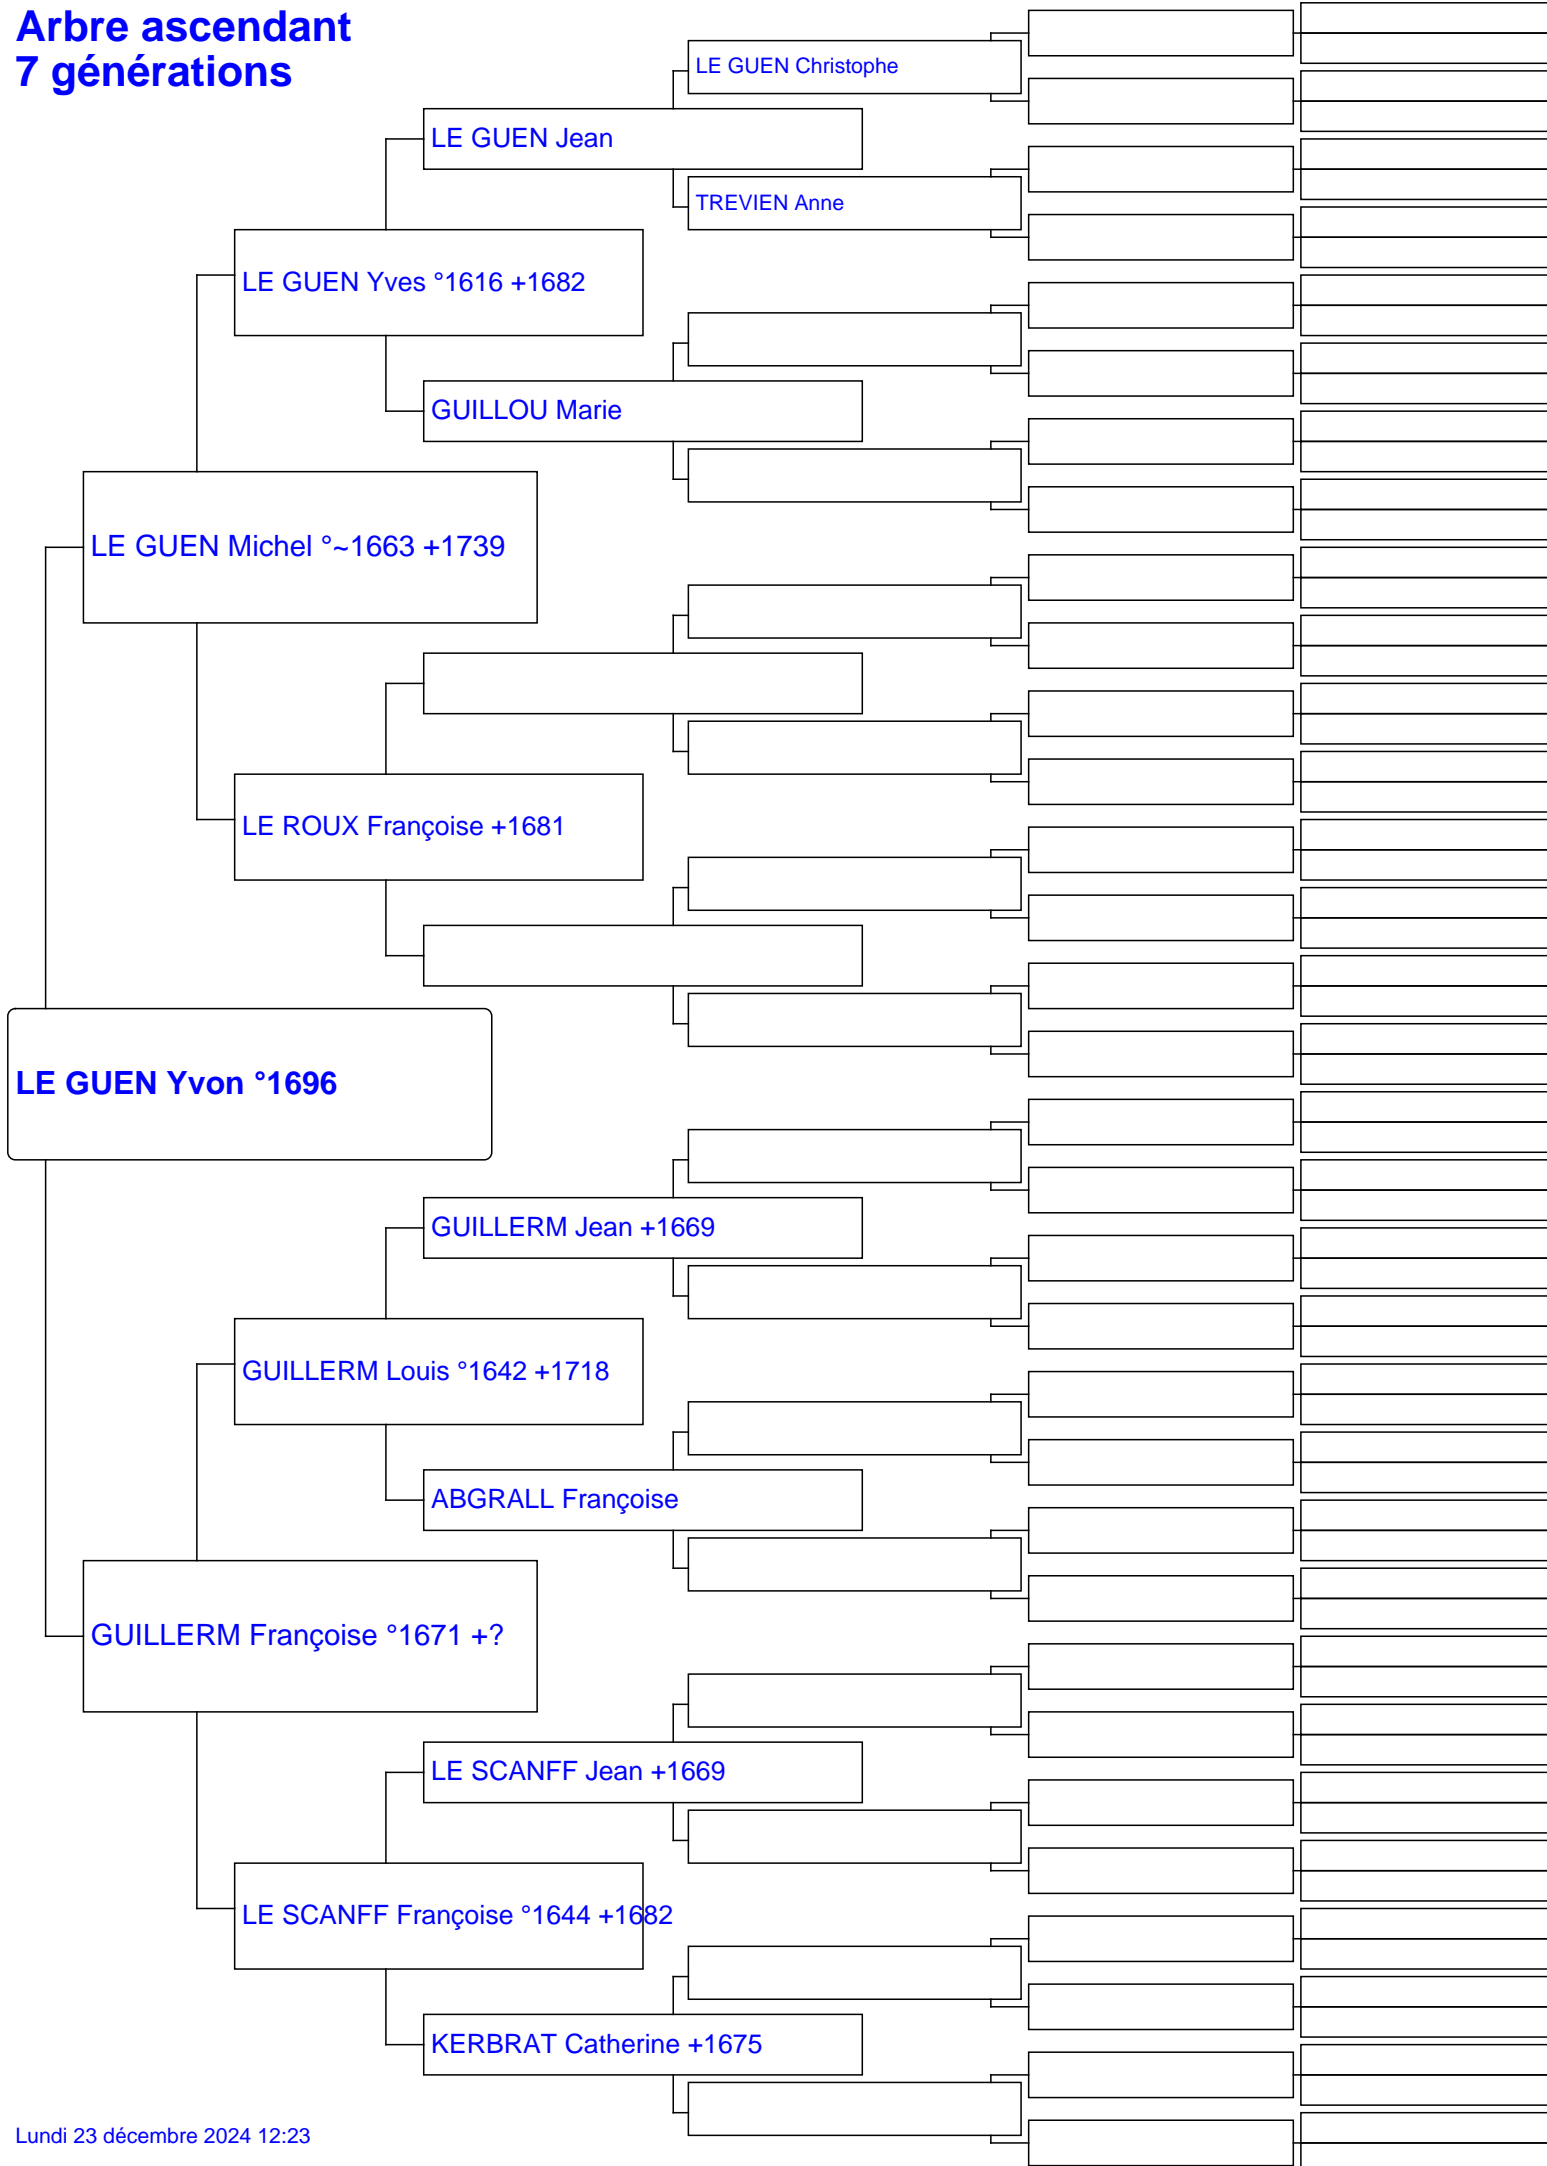 Arbre ascendant
7 générations
LE GUEN Christophe
LE GUEN Jean
TREVIEN Anne
LE GUEN Yves °1616 +1682
GUILLOU Marie
LE GUEN Michel °~1663 +1739
LE ROUX Françoise +1681
LE GUEN Yvon °1696
GUILLERM Jean +1669
GUILLERM Louis °1642 +1718
ABGRALL Françoise
GUILLERM Françoise °1671 +?
LE SCANFF Jean +1669
LE SCANFF Françoise °1644 +1682
KERBRAT Catherine +1675
Lundi 23 décembre 2024 12:23